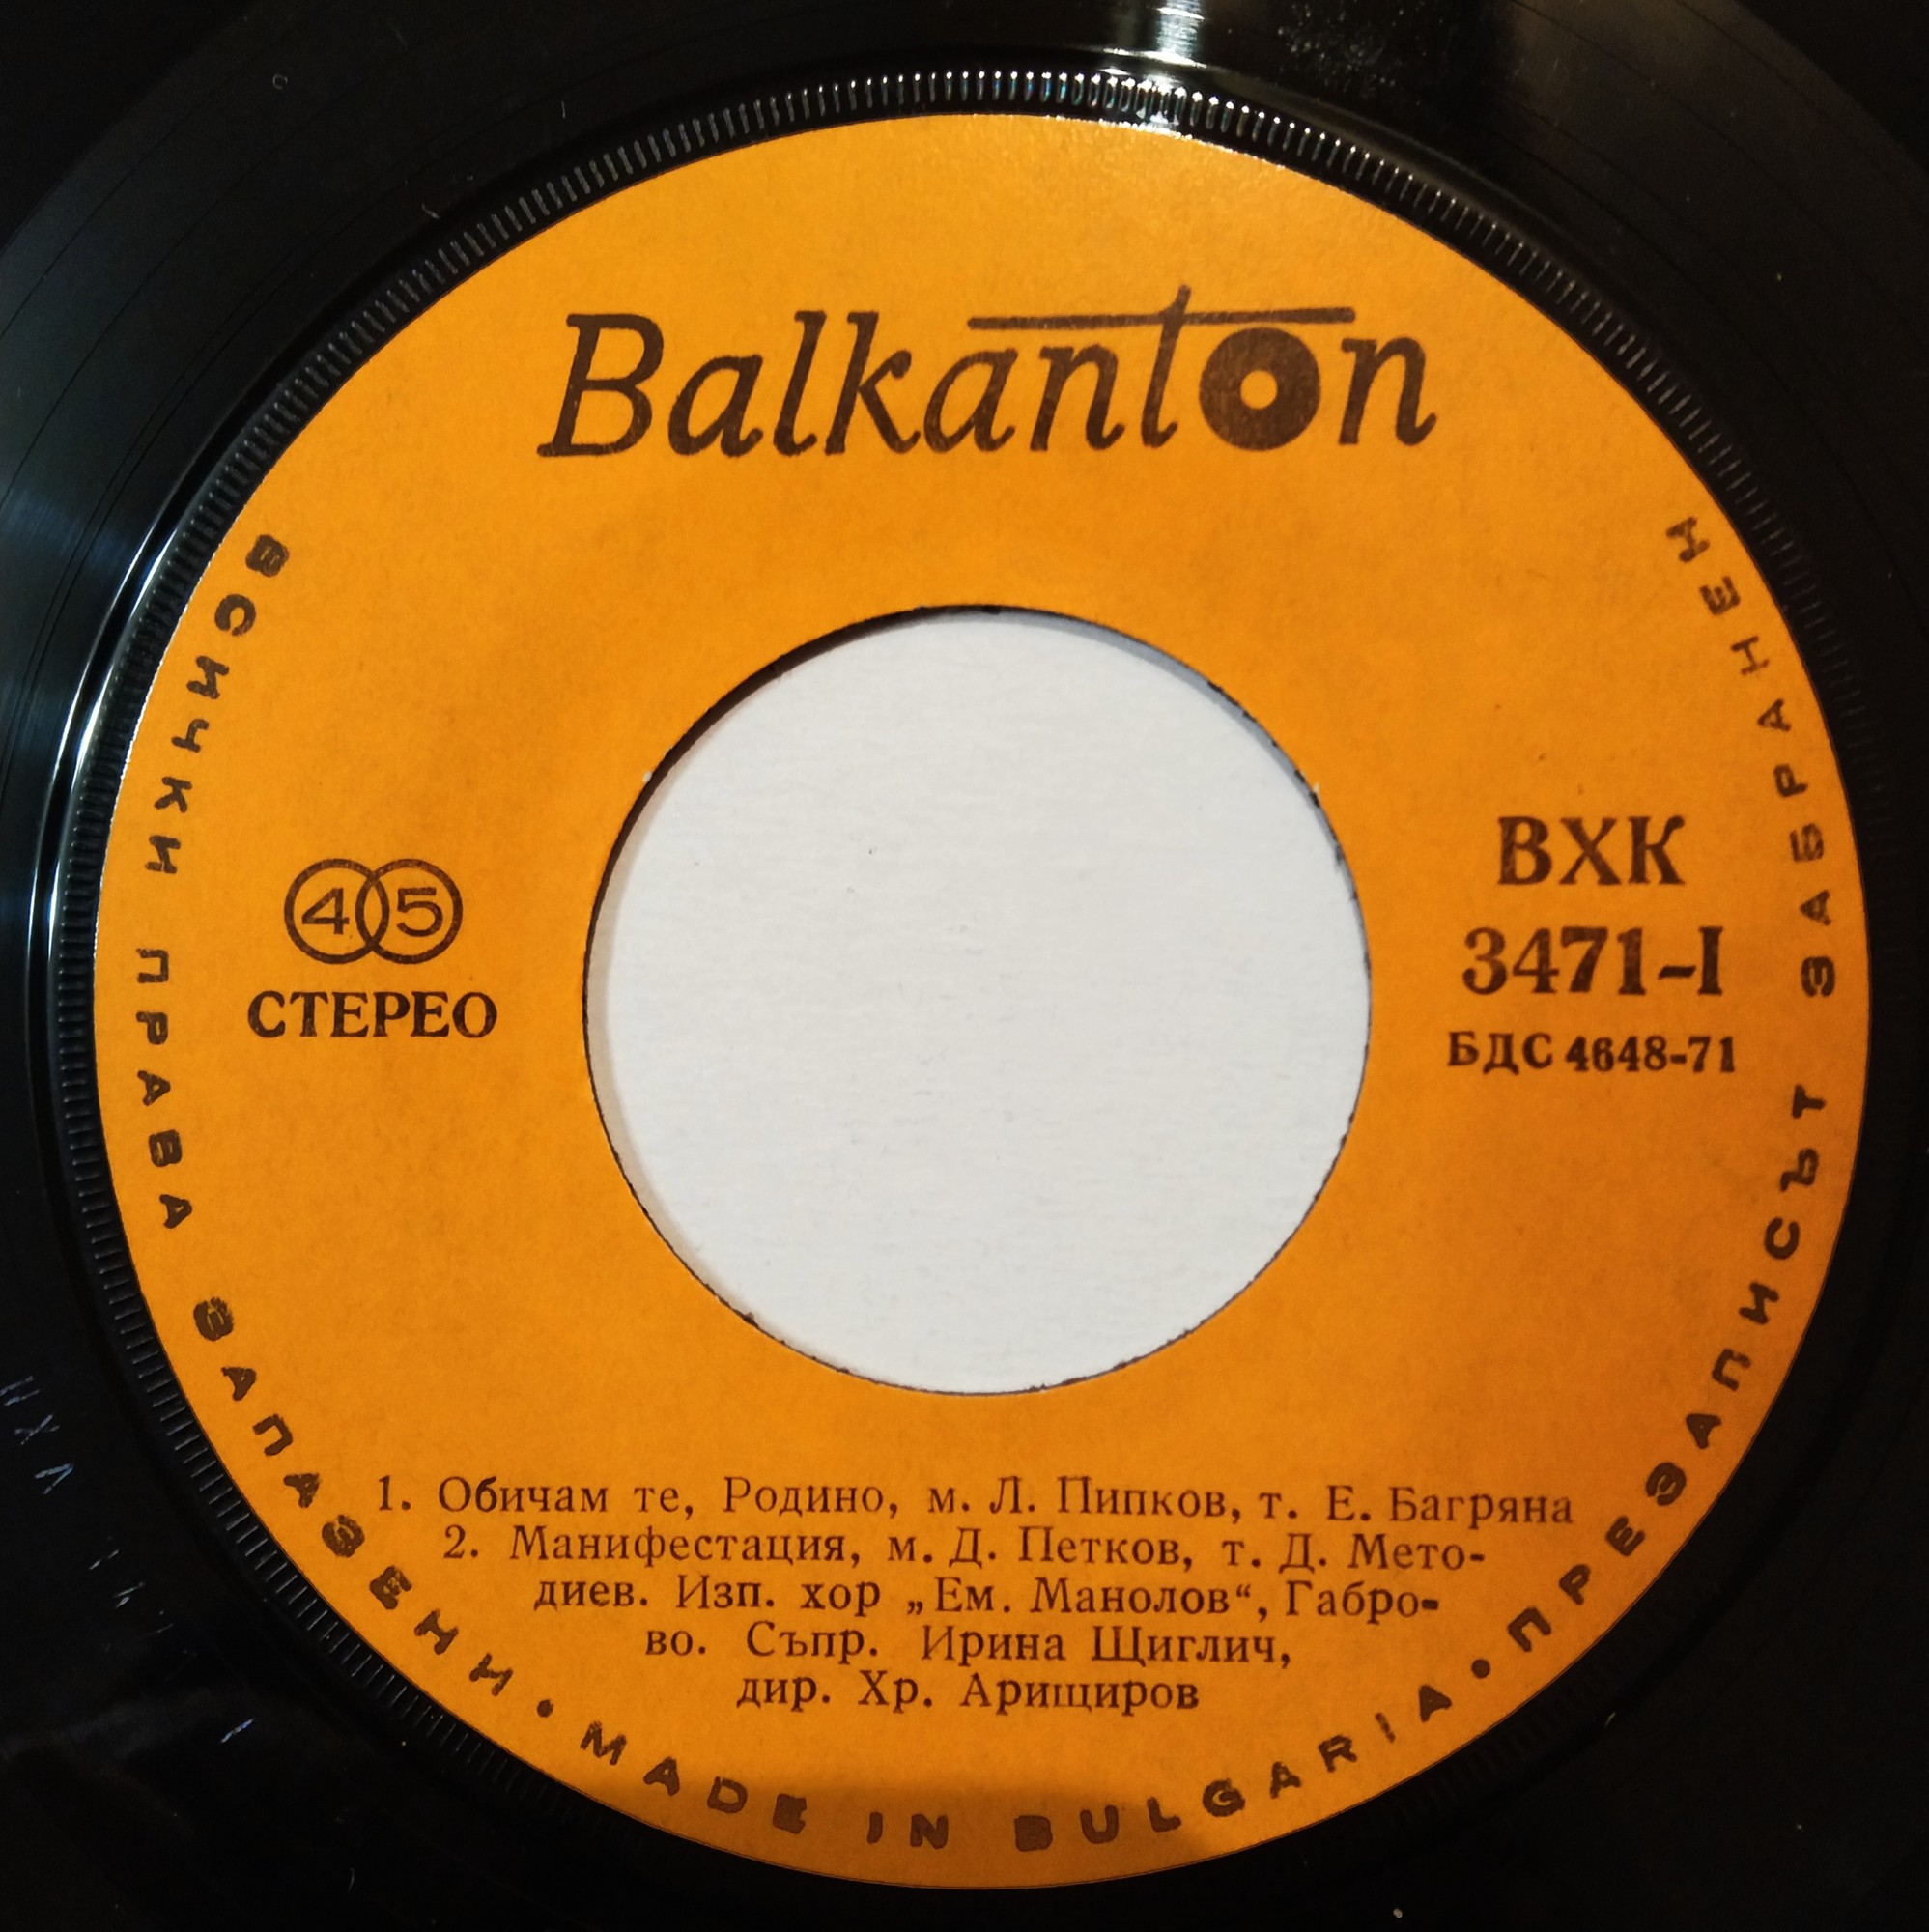 Balkanton
45
СТЕРЕО
ВХК
3471-I
БДС 4648-71
1. Обичам те, Родино, м. Л. Пипков, т. Е. Багряна
2. Манифестация, м. Д. Петков, т. Д. Мето-
диев. Изп. хор „Ем. Манолов“, Габро-
во. Съпр. Ирина Щиглич,
дир. Хр. Арищиров
ВСИЧКИ ПРАВА ЗАПАЗЕНИ • MADE IN BULGARIA • ПРЕЗАПИСЪТ ЗАБРАНЕН